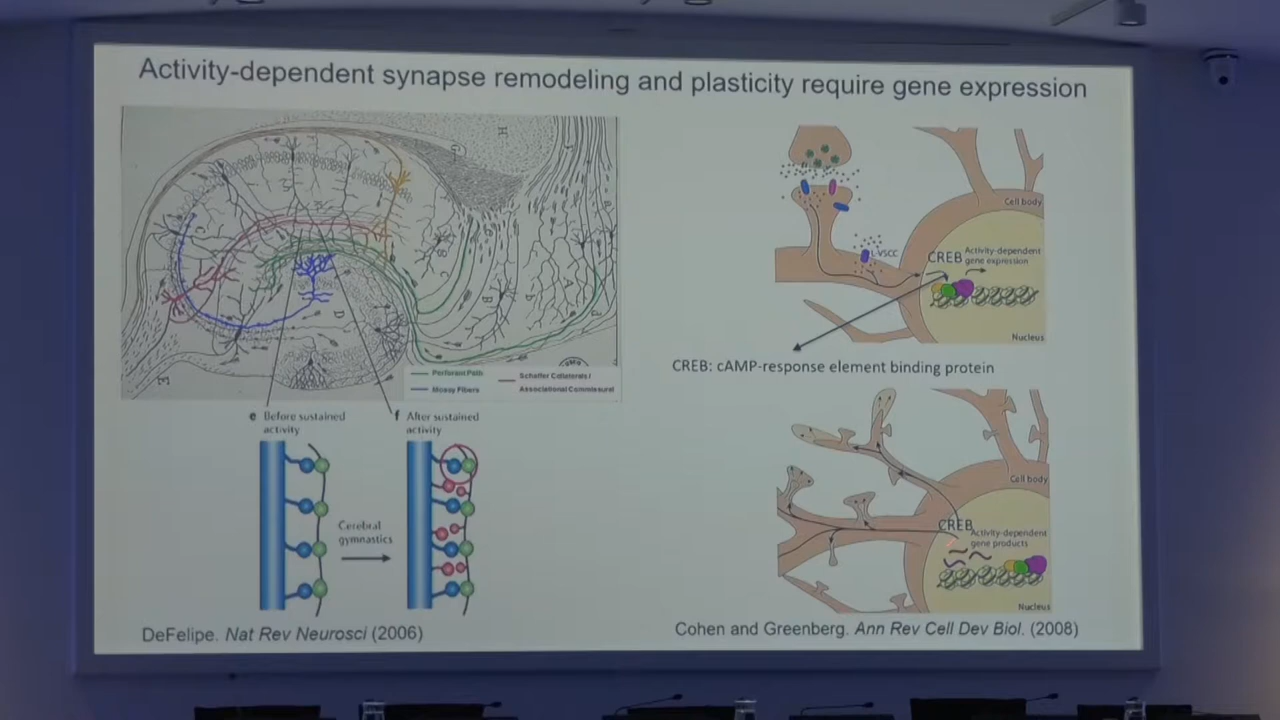 Activity-dependent synapse remodeling and plasticity require gene expression
H
G
B
b
A
D
E
Perforant Path
Mossy Fibers
Schaffer Collaterals /
Associational Commissural
e Before sustained
activity
f After sustained
activity
Cerebral
gymnastics
DeFelipe. Nat Rev Neurosci (2006)
Cell body
L-VSCC
CREB
Activity-dependent
gene expression
Nucleus
CREB: cAMP-response element binding protein
Cell body
CREB
Activity-dependent
gene products
Nucleus
Cohen and Greenberg. Ann Rev Cell Dev Biol. (2008)